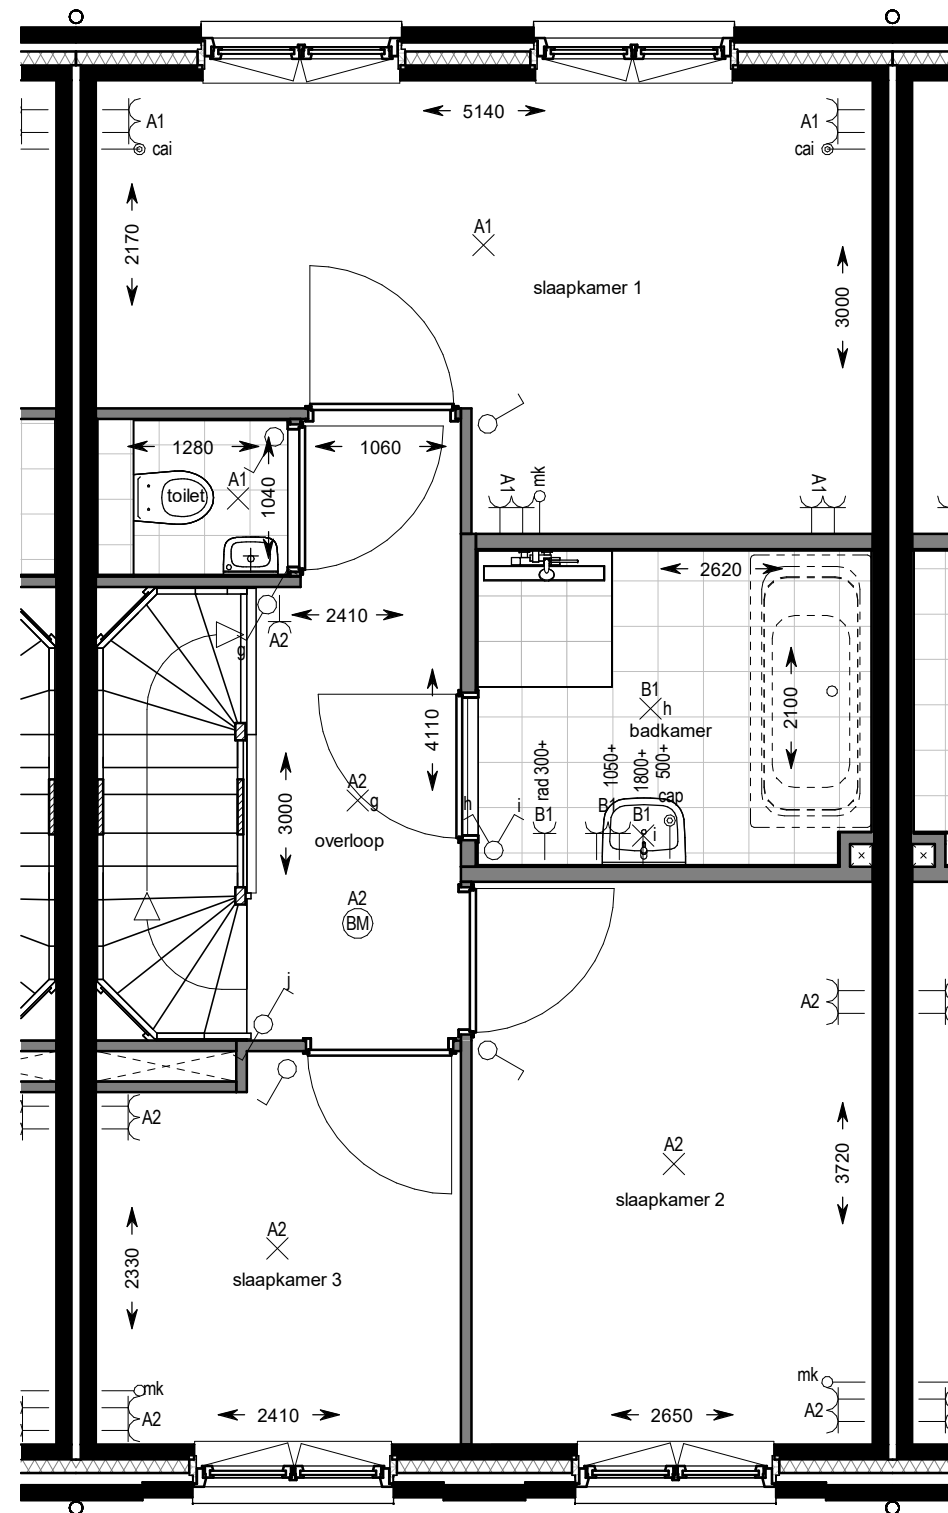 5140
A1
cai
A1
cai
2170
A1
slaapkamer 1
3000
1280
1060
A1
toilet
1040
A1
mk
A1
2620
2410
A2
g
B1
h
badkamer
2100
4110
rad 300+
1050+
1800+
500+
cap
A2
g
3000
overloop
h
i
B1
B1
B1
i
A2
BM
j
A2
A2
A2
slaapkamer 2
3720
A2
slaapkamer 3
2330
mk
A2
mk
A2
2410
2650